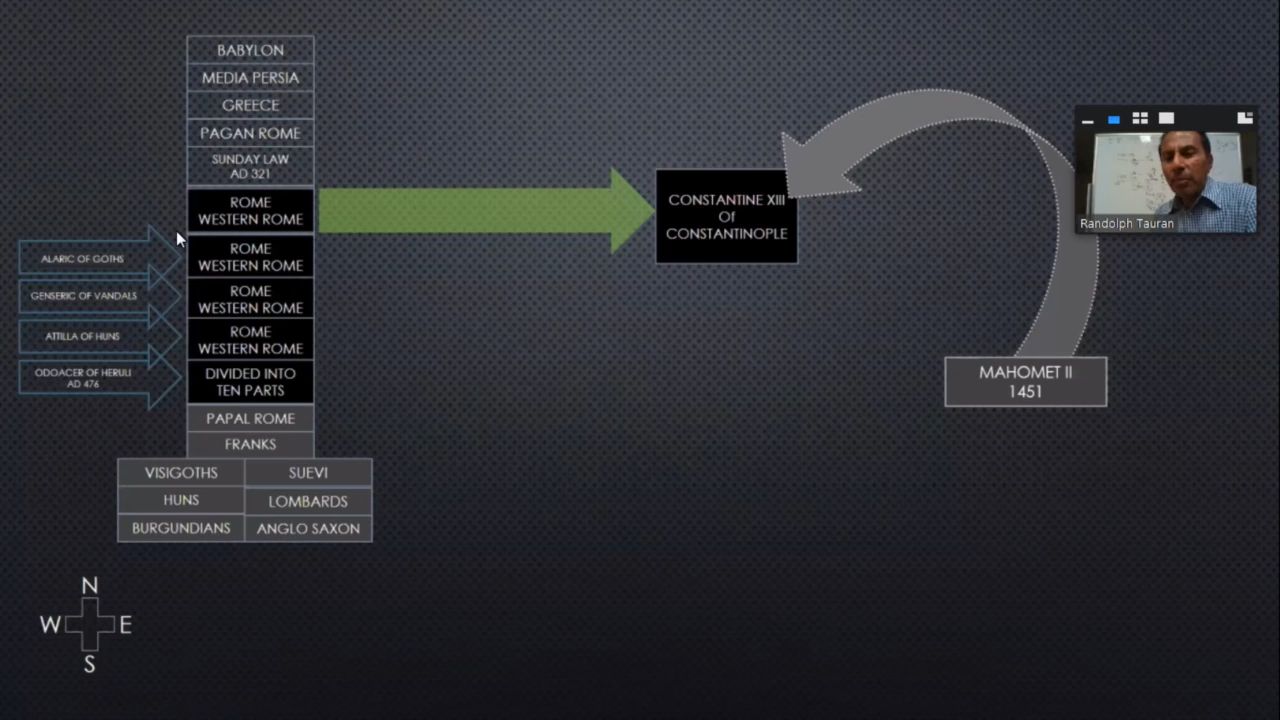 BABYLON
MEDIA PERSIA
GREECE
PAGAN ROME
SUNDAY LAW
AD 321
ROME
WESTERN ROME
ROME
WESTERN ROME
ROME
WESTERN ROME
ROME
WESTERN ROME
DIVIDED INTO
TEN PARTS
PAPAL ROME
FRANKS
VISIGOTHS
SUEVI
HUNS
LOMBARDS
BURGUNDIANS
ANGLO SAXON
ALARIC OF GOTHS
GENSERIC OF VANDALS
ATTILLA OF HUNS
ODOACER OF HERULI
AD 476
CONSTANTINE XIII
Of
CONSTANTINOPLE
MAHOMET II
1451
Randolph Tauran
N
W E
S